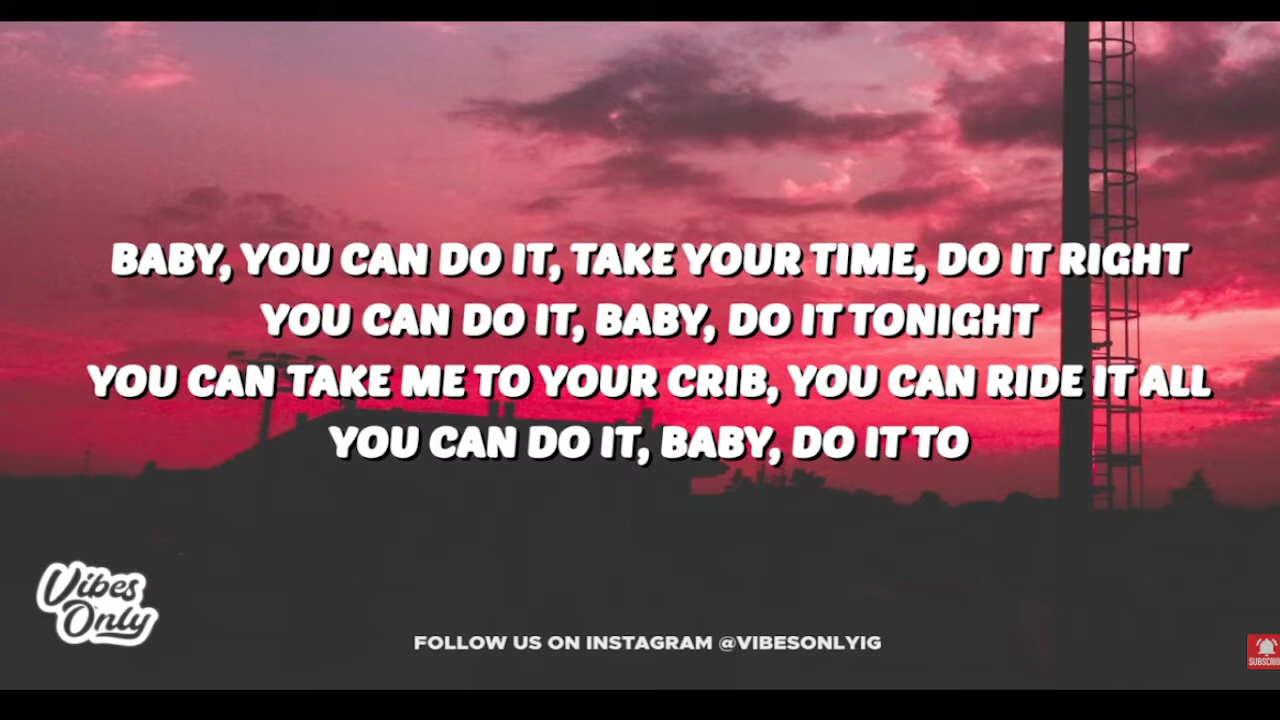 BABY, YOU CAN DO IT, TAKE YOUR TIME, DO IT RIGHT
YOU CAN DO IT, BABY, DO IT TONIGHT
YOU CAN TAKE ME TO YOUR CRIB, YOU CAN RIDE IT ALL
YOU CAN DO IT, BABY, DO IT TO
Vibes
Only
FOLLOW US ON INSTAGRAM @VIBESONLYIG
SUBSCRIB